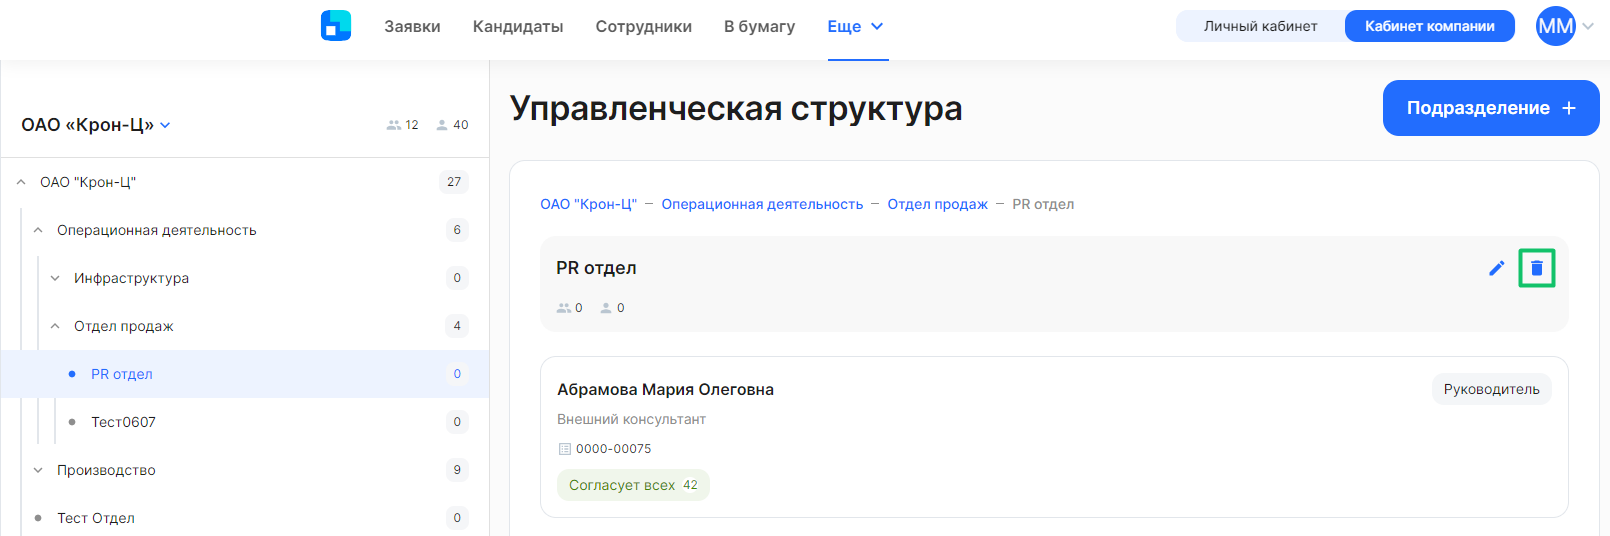 Заявки Кандидаты Сотрудники В бумагу Еще Личный кабинет Кабинет компании ММ
ОАО «Крон-Ц» 12 40
ОАО "Крон-Ц" 27
Операционная деятельность 6
Инфраструктура 0
Отдел продаж 4
PR отдел 0
Тест0607 0
Производство 9
Тест Отдел 0
Управленческая структура
Подразделение +
ОАО "Крон-Ц" – Операционная деятельность – Отдел продаж – PR отдел
PR отдел
0 0
Абрамова Мария Олеговна Руководитель
Внешний консультант
0000-00075
Согласует всех 42